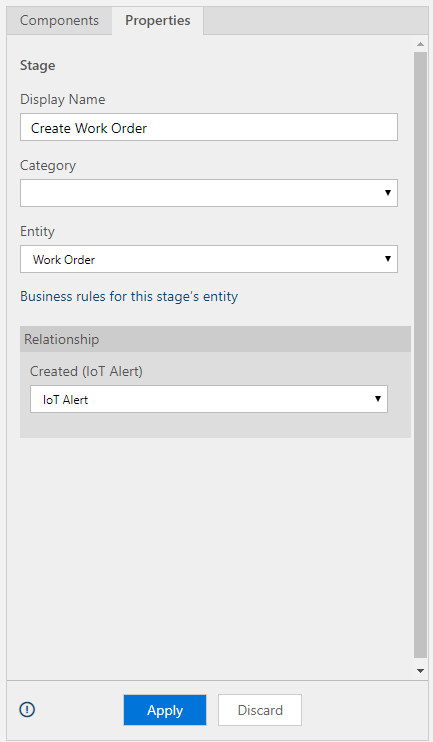 Components Properties
Stage
Display Name
Create Work Order
Category
Entity
Work Order
Business rules for this stage's entity
Relationship
Created (IoT Alert)
IoT Alert
Apply Discard